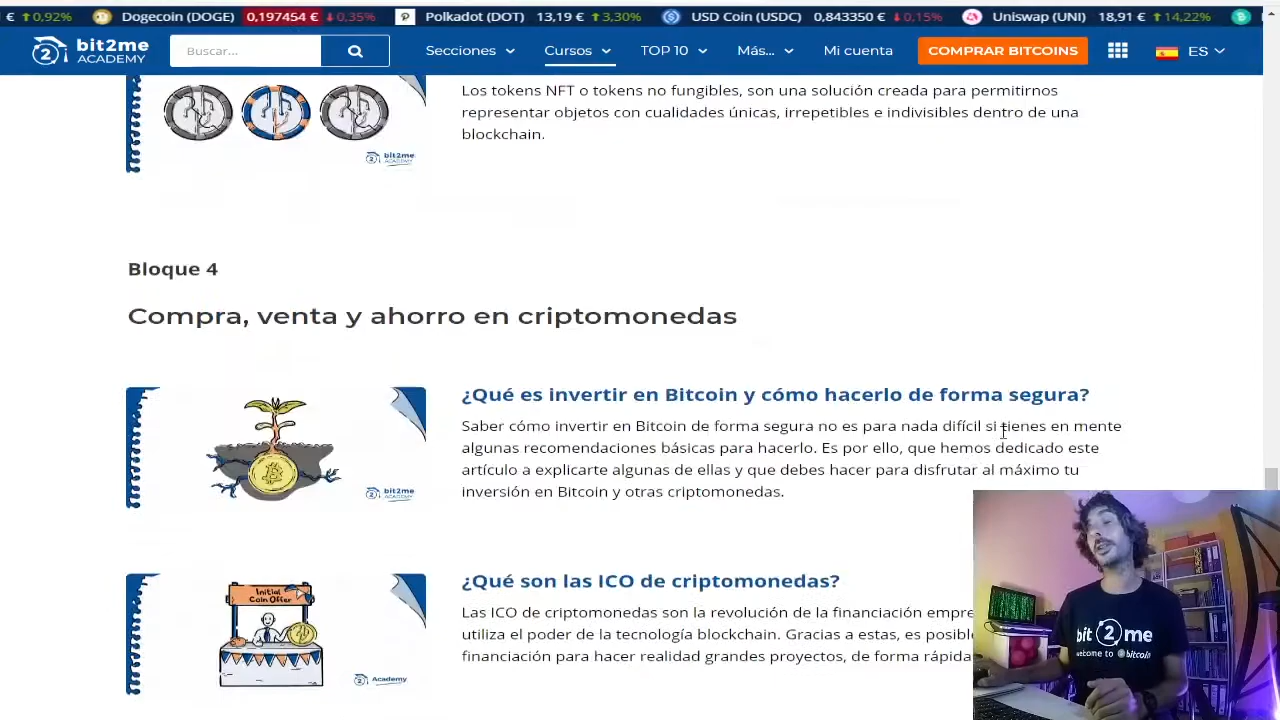 € ↑0,92% Dogecoin (DOGE) 0,197454 € ↓0,35% Polkadot (DOT) 13,19 € ↑3,30% USD Coin (USDC) 0,843350 € ↓0,15% Uniswap (UNI) 18,91 € ↑14,22%
bit2me ACADEMY Buscar... Secciones Cursos TOP 10 Más... Mi cuenta COMPRAR BITCOINS ES
Los tokens NFT o tokens no fungibles, son una solución creada para permitirnos
representar objetos con cualidades únicas, irrepetibles e indivisibles dentro de una
blockchain.
bit2me
ACADEMY
Bloque 4
Compra, venta y ahorro en criptomonedas
¿Qué es invertir en Bitcoin y cómo hacerlo de forma segura?
Saber cómo invertir en Bitcoin de forma segura no es para nada difícil si tienes en mente
algunas recomendaciones básicas para hacerlo. Es por ello, que hemos dedicado este
artículo a explicarte algunas de ellas y que debes hacer para disfrutar al máximo tu
inversión en Bitcoin y otras criptomonedas.
bit2me
ACADEMY
¿Qué son las ICO de criptomonedas?
Initial
Coin Offer
Las ICO de criptomonedas son la revolución de la financiación empre
utiliza el poder de la tecnología blockchain. Gracias a estas, es posibl
financiación para hacer realidad grandes proyectos, de forma rápida
Academy
bit2me
welcome to bitcoin